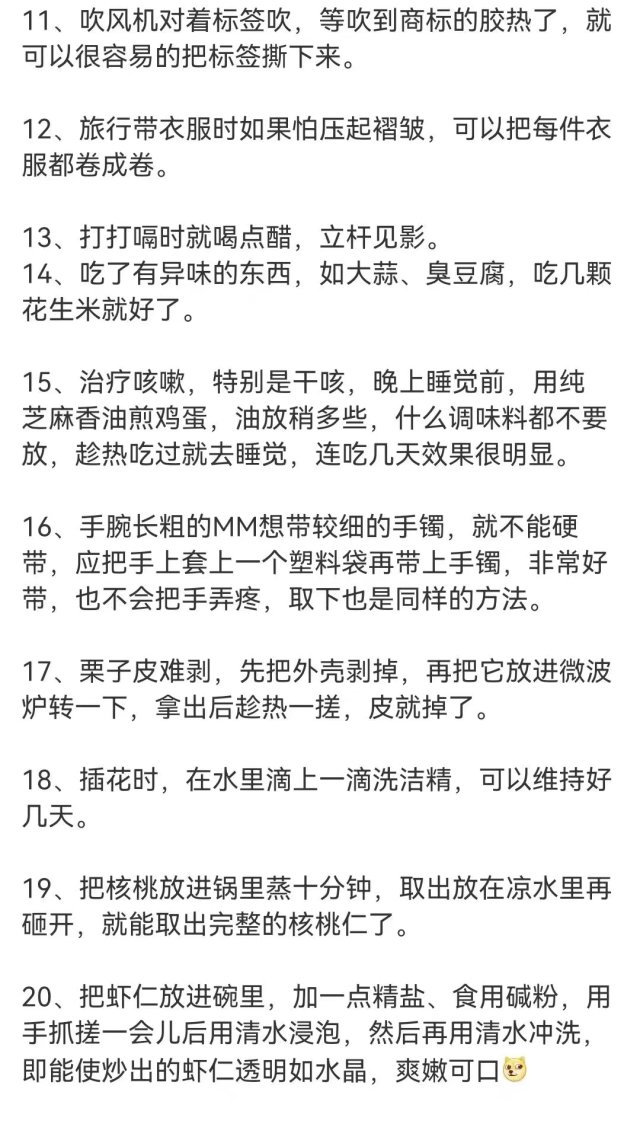 11、吹风机对着标签吹，等吹到商标的胶热了，就
可以很容易的把标签撕下来。
12、旅行带衣服时如果怕压起褶皱，可以把每件衣
服都卷成卷。
13、打打嗝时就喝点醋，立杆见影。
14、吃了有异味的东西，如大蒜、臭豆腐，吃几颗
花生米就好了。
15、治疗咳嗽，特别是干咳，晚上睡觉前，用纯
芝麻香油煎鸡蛋，油放稍多些，什么调味料都不要
放，趁热吃过就去睡觉，连吃几天效果很明显。
16、手腕长粗的MM想带较细的手镯，就不能硬
带，应把手上套上一个塑料袋再带上手镯，非常好
带，也不会把手弄疼，取下也是同样的方法。
17、栗子皮难剥，先把外壳剥掉，再把它放进微波
炉转一下，拿出后趁热一搓，皮就掉了。
18、插花时，在水里滴上一滴洗洁精，可以维持好
几天。
19、把核桃放进锅里蒸十分钟，取出放在凉水里再
砸开，就能取出完整的核桃仁了。
20、把虾仁放进碗里，加一点精盐、食用碱粉，用
手抓搓一会儿后用清水浸泡，然后再用清水冲洗，
即能使炒出的虾仁透明如水晶，爽嫩可口